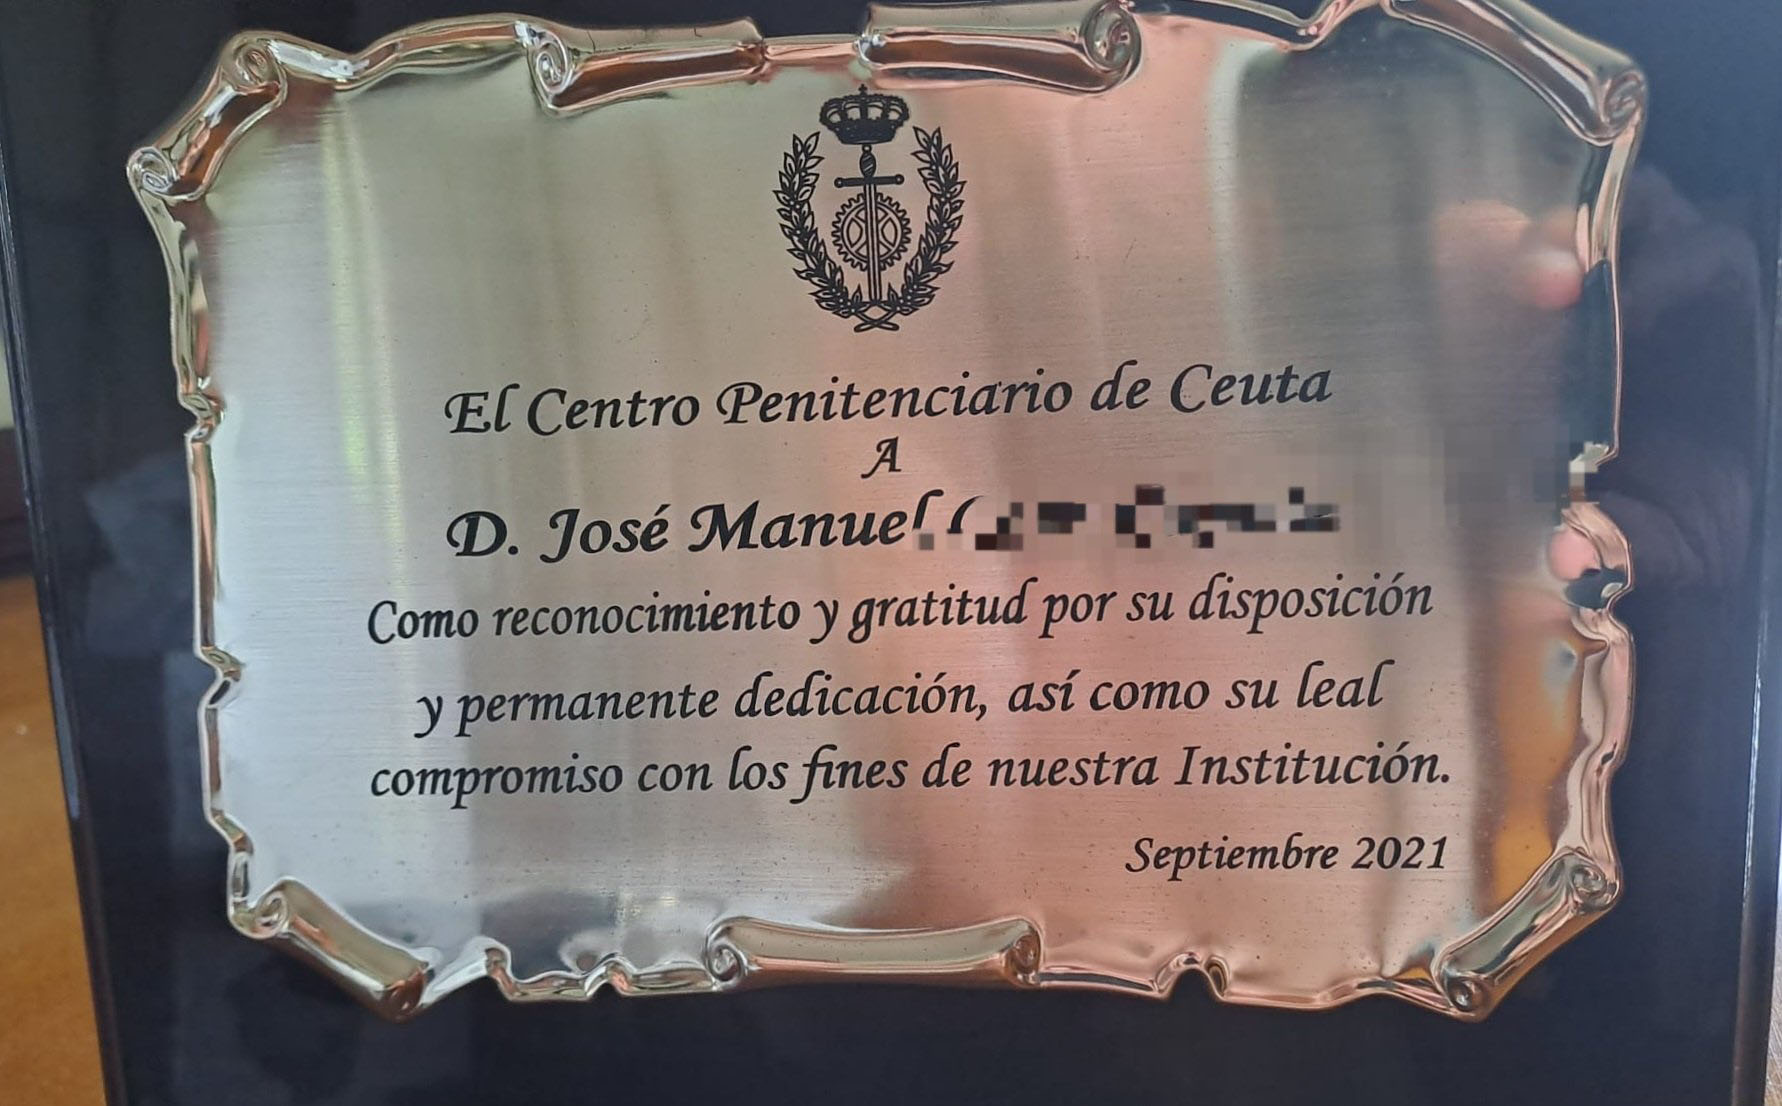 El Centro Penitenciario de Ceuta
A
D. José Manuel
Como reconocimiento y gratitud por su disposición
y permanente dedicación, así como su leal
compromiso con los fines de nuestra Institución.
Septiembre 2021